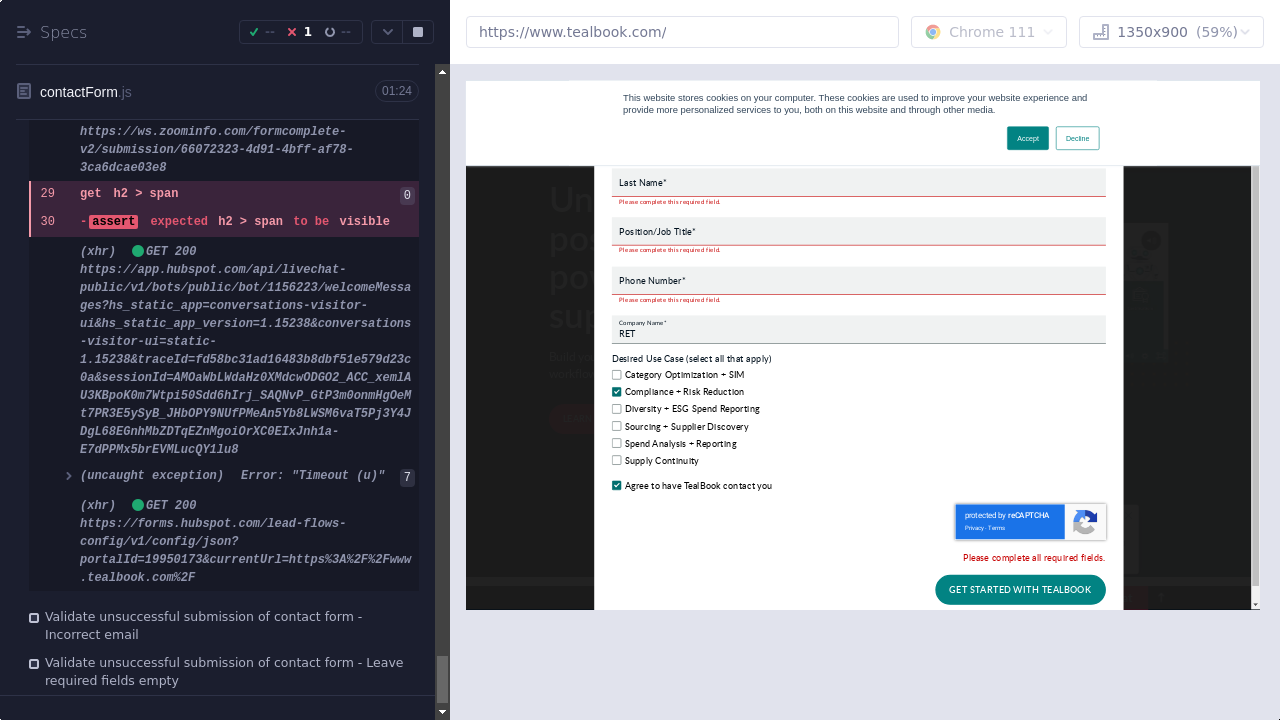 Specs
--
1
--
https://www.tealbook.com/
Chrome 111
1350x900 (59%)
contactForm.js
01:24
https://ws.zoominfo.com/formcomplete-
v2/submission/66072323-4d91-4bff-af78-
3ca6dcae03e8
29 get h2 > span 0
30 -assert expected h2 > span to be visible
(xhr) GET 200
https://app.hubspot.com/api/livechat-
public/v1/bots/public/bot/1156223/welcomeMessa
ges?hs_static_app=conversations-visitor-
ui&hs_static_app_version=1.15238&conversations
-visitor-ui=static-
1.15238&traceId=fd58bc31ad16483b8dbf51e579d23c
0a&sessionId=AMOaWbLWdaHz0XMdcwODGO2_ACC_xemlA
U3KBpoK0m7Wtpi50Sdd6hIrj_SAQNvP_GtP3m0onmHgOeM
t7PR3E5ySyB_JHbOPY9NUfPMeAn5Yb8LWSM6vaT5Pj3Y4J
DgL68EGnhMbZDTqEZnMgoiOrXC0EIxJnh1a-
E7dPPMx5brEVMLucQY1lu8
(uncaught exception) Error: "Timeout (u)" 7
(xhr) GET 200
https://forms.hubspot.com/lead-flows-
config/v1/config/json?
portalId=19950173&currentUrl=https%3A%2F%2Fwww
.tealbook.com%2F
Validate unsuccessful submission of contact form -
Incorrect email
Validate unsuccessful submission of contact form - Leave
required fields empty
This website stores cookies on your computer. These cookies are used to improve your website experience and
provide more personalized services to you, both on this website and through other media.
Accept
Decline
Last Name*
Please complete this required field.
Position/Job Title*
Please complete this required field.
Phone Number*
Please complete this required field.
Company Name*
RET
Desired Use Case (select all that apply)
Category Optimization + SIM
Compliance + Risk Reduction
Diversity + ESG Spend Reporting
Sourcing + Supplier Discovery
Spend Analysis + Reporting
Supply Continuity
Agree to have TealBook contact you
protected by reCAPTCHA
Privacy - Terms
Please complete all required fields.
GET STARTED WITH TEALBOOK